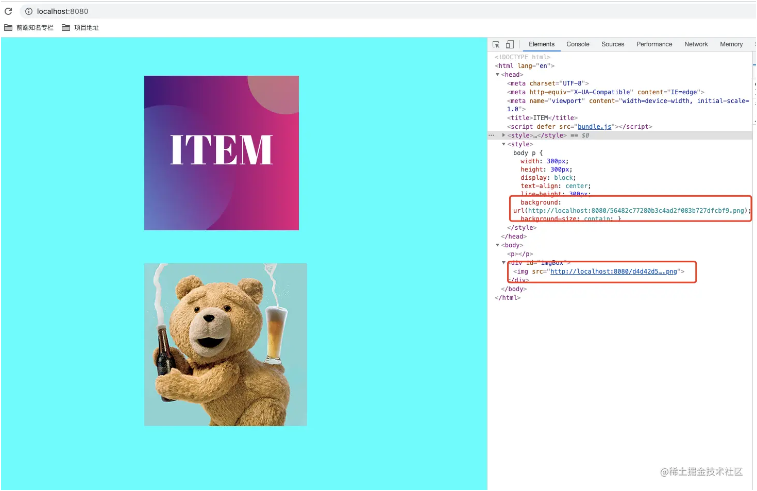 localhost:8080
前端知名专栏 项目地址
Elements Console Sources Performance Network Memory
<!DOCTYPE html>
<html lang="en">
<head>
<meta charset="UTF-8">
<meta http-equiv="X-UA-Compatible" content="IE=edge">
<meta name="viewport" content="width=device-width, initial-scale=
1.0">
<title>ITEM</title>
<script defer src="bundle.js"></script>
<style>…</style> == $0
<style>
body p {
width: 300px;
height: 300px;
display: block;
text-align: center;
line-height: 300px;
background:
url(http://localhost:8080/56482c77280b3c4ad2f083b727dfcbf9.png);
background-size: contain; }
</style>
</head>
<body>
<p></p>
<div id="imgBox">
<img src="http://localhost:8080/d4d42d5….png">
</div>
</body>
</html>
ITEM
@稀土掘金技术社区